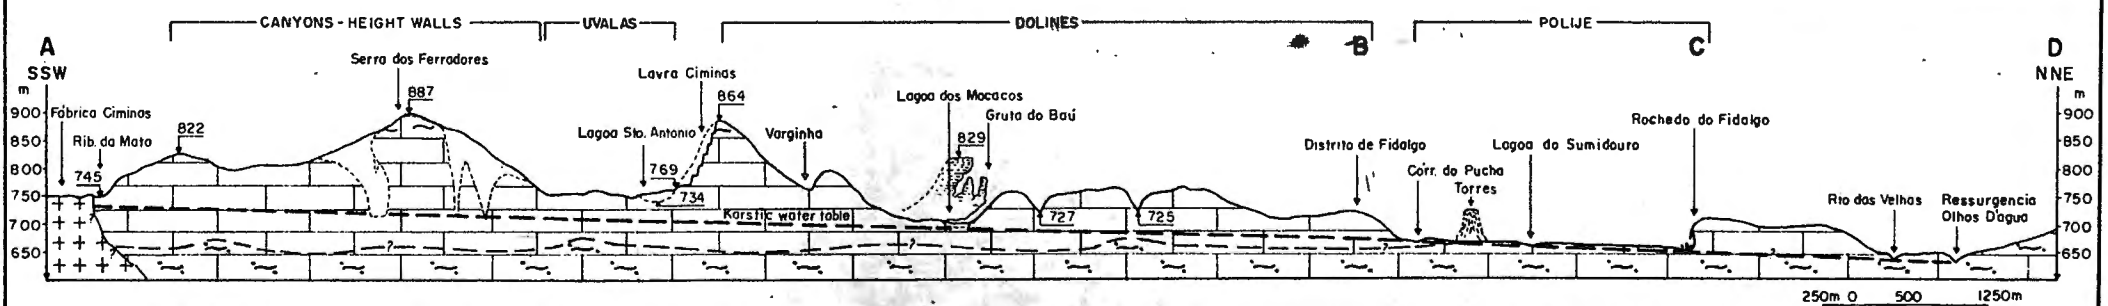 CANYONS - HEIGHT WALLS
UVALAS
DOLINES
POLIJE
A
B
C
D
SSW
NNE
m
m
Serra dos Ferradores
Lavra Ciminas
887
864
Lagoa dos Macacos
Gruta do Baú
900
Fábrica Ciminas
900
Rochedo do Fidalgo
822
Lagoa Sto. Antonio
Varginha
829
850
Rib. da Mata
Distrito de Fidalgo
Lagoa do Sumidouro
850
800
745
769
Córr. do Pucha
Torres
800
750
734
Rio das Velhas
Ressurgencia
Olhos D'agua
750
Karstic water table
727
725
700
700
650
?
?
?
?
650
250m 0 500 1250m